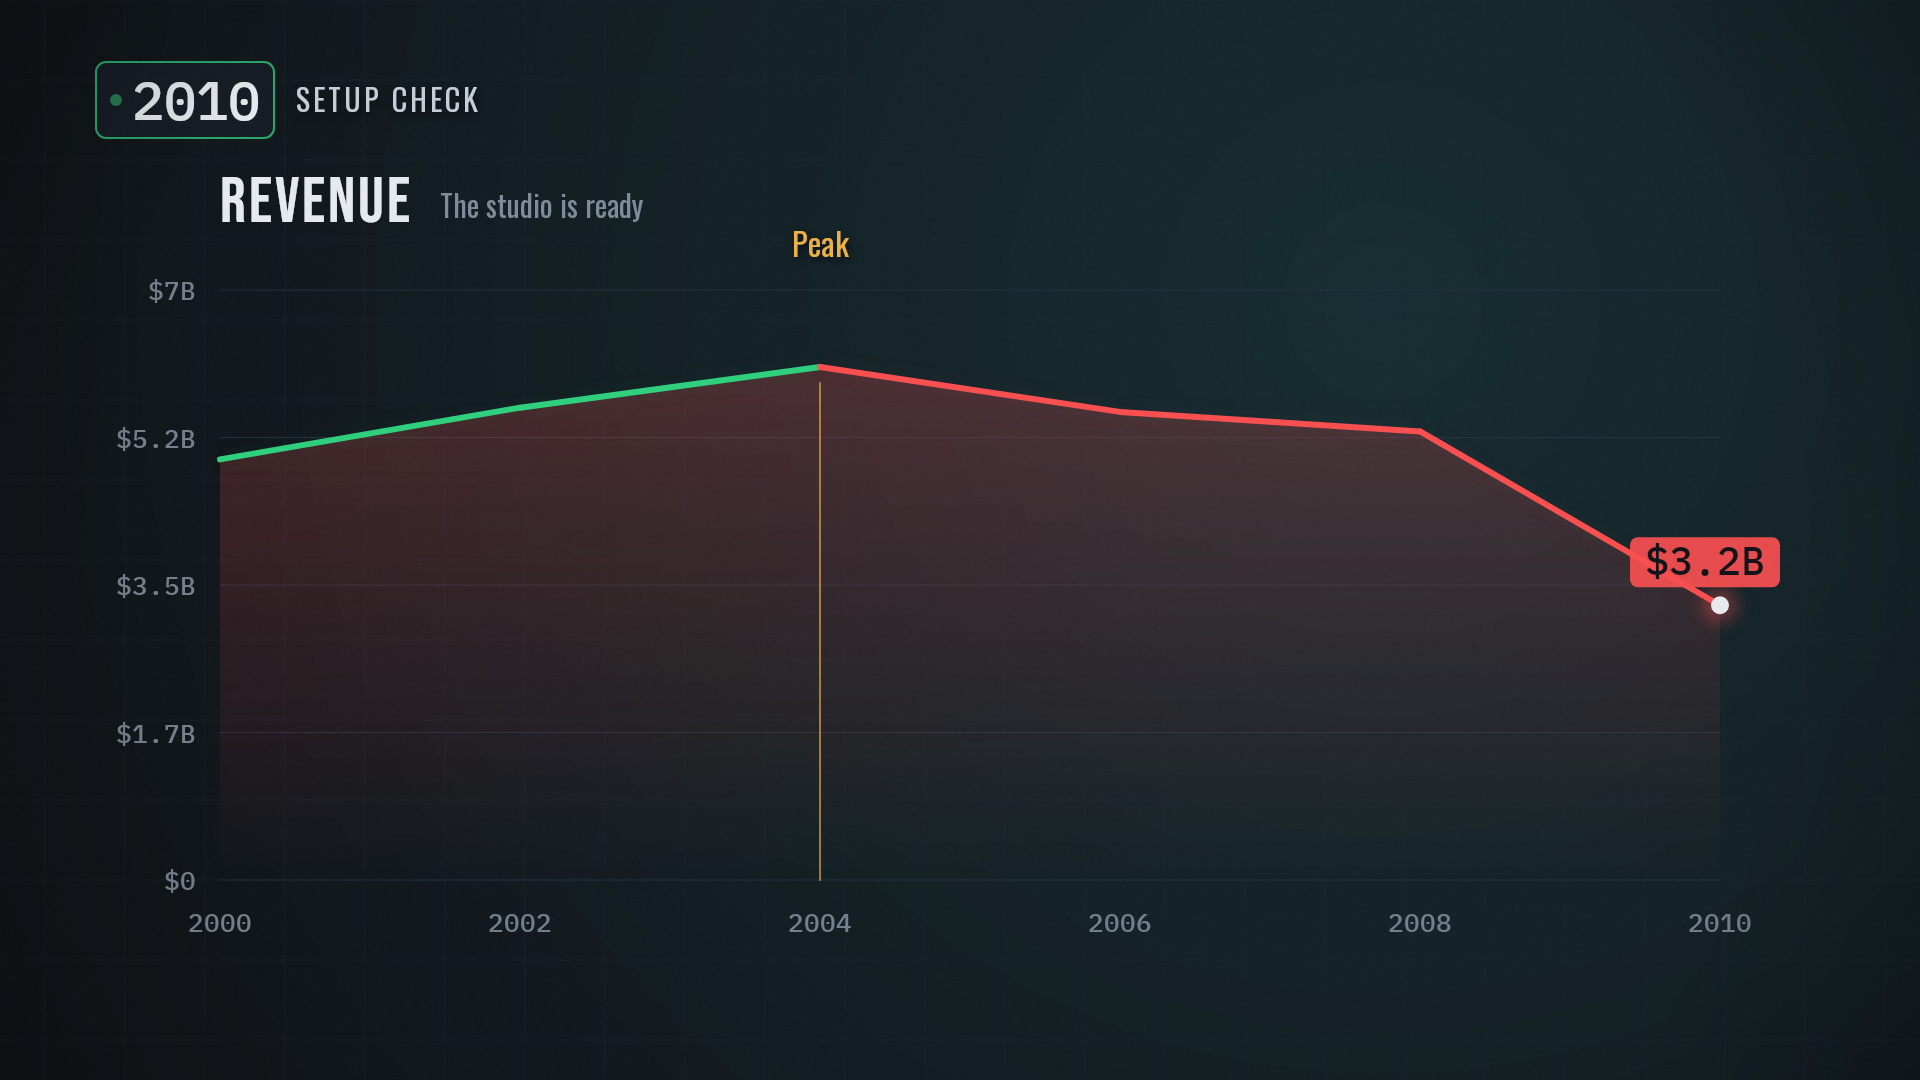 2010 SETUP CHECK
REVENUE The studio is ready
Peak
$7B
$5.2B
$3.2B
$3.5B
$1.7B
$0
2000 2002 2004 2006 2008 2010